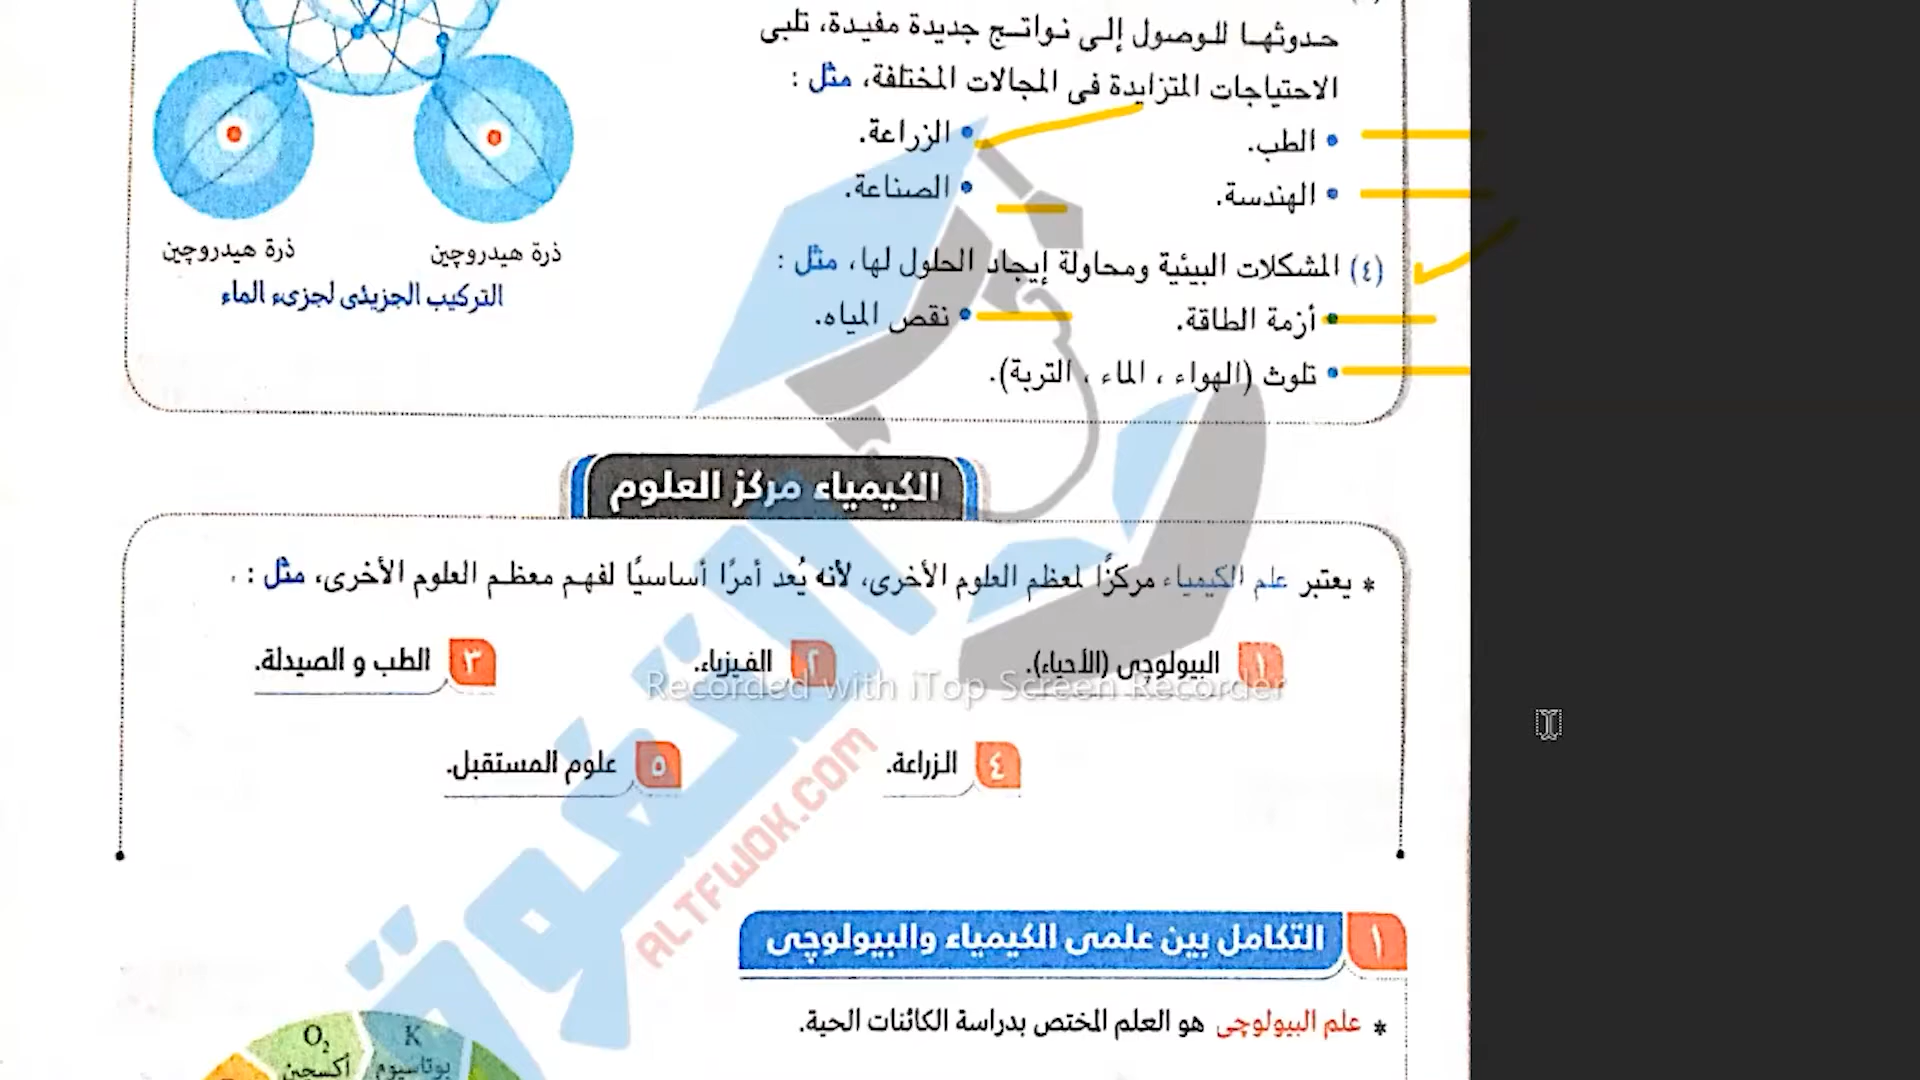 حدوثها للوصول إلى نواتج جديدة مفيدة، تلبى
الاحتياجات المتزايدة فى المجالات المختلفة، مثل :
• الطب. • الزراعة.
• الهندسة. • الصناعة.
(٤) المشكلات البيئية ومحاولة إيجاد الحلول لها، مثل :
• أزمة الطاقة. • نقص المياه.
• تلوث (الهواء ، الماء ، التربة).
ذرة هيدروچين
ذرة هيدروچين
التركيب الجزيئى لجزىء الماء
الكيمياء مركز العلوم
* يعتبر علم الكيمياء مركزًا لمعظم العلوم الأخرى، لأنه يُعد أمرًا أساسيًا لفهم معظم العلوم الأخرى، مثل :
١ البيولوچى (الأحياء). ٢ الفيزياء. ٣ الطب و الصيدلة.
Recorded with iTop Screen Recorder
٤ الزراعة. ٥ علوم المستقبل.
التفوق
ALTFWOK.COM
١ التكامل بين علمى الكيمياء والبيولوچى
* علم البيولوچى هو العلم المختص بدراسة الكائنات الحية.
O₂ K
أكسچين بوتاسيوم